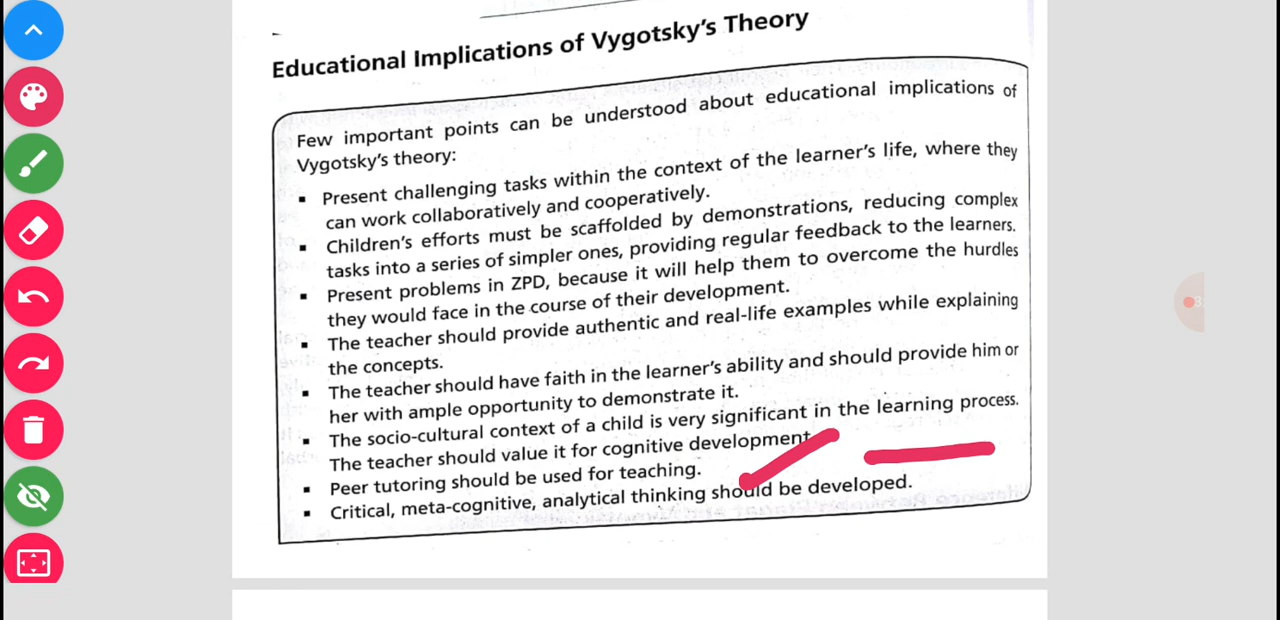 Educational Implications of Vygotsky's Theory
Few important points can be understood about educational implications of
Vygotsky's theory:
▪ Present challenging tasks within the context of the learner's life, where they
can work collaboratively and cooperatively.
▪ Children's efforts must be scaffolded by demonstrations, reducing complex
tasks into a series of simpler ones, providing regular feedback to the learners.
▪ Present problems in ZPD, because it will help them to overcome the hurdles
they would face in the course of their development.
▪ The teacher should provide authentic and real-life examples while explaining
the concepts.
▪ The teacher should have faith in the learner's ability and should provide him or
her with ample opportunity to demonstrate it.
▪ The socio-cultural context of a child is very significant in the learning process.
The teacher should value it for cognitive development
▪ Peer tutoring should be used for teaching.
▪ Critical, meta-cognitive, analytical thinking should be developed.